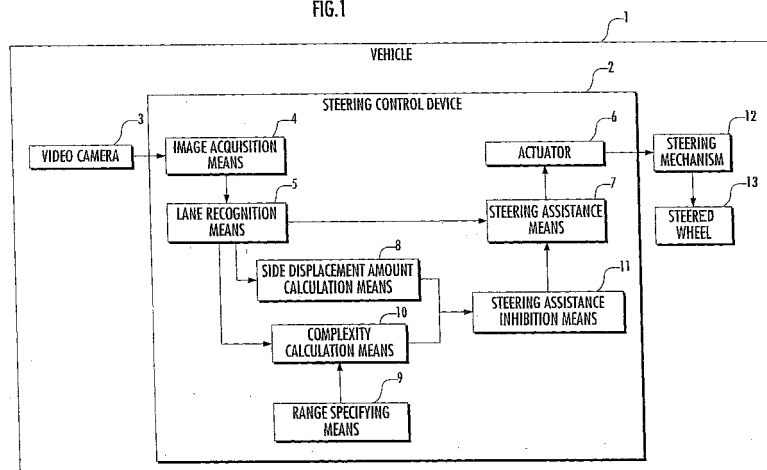 FIG.1
1
VEHICLE
2
STEERING CONTROL DEVICE
3
VIDEO CAMERA
4
IMAGE ACQUISITION
MEANS
5
LANE RECOGNITION
MEANS
6
ACTUATOR
7
STEERING ASSISTANCE
MEANS
12
STEERING
MECHANISM
13
STEERED
WHEEL
8
SIDE DISPLACEMENT AMOUNT
CALCULATION MEANS
11
STEERING ASSISTANCE
INHIBITION MEANS
10
COMPLEXITY
CALCULATION MEANS
9
RANGE SPECIFYING
MEANS